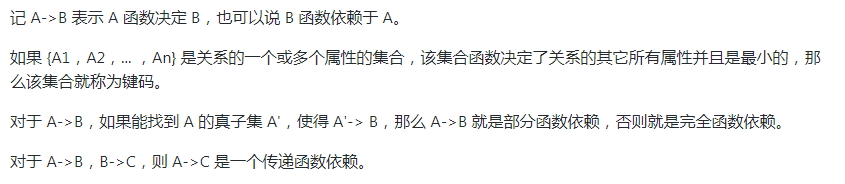 记 A->B 表示 A 函数决定 B，也可以说 B 函数依赖于 A。
如果 {A1，A2，... ，An} 是关系的一个或多个属性的集合，该集合函数决定了关系的其它所有属性并且是最小的，那
么该集合就称为键码。
对于 A->B，如果能找到 A 的真子集 A'，使得 A'-> B，那么 A->B 就是部分函数依赖，否则就是完全函数依赖。
对于 A->B，B->C，则 A->C 是一个传递函数依赖。